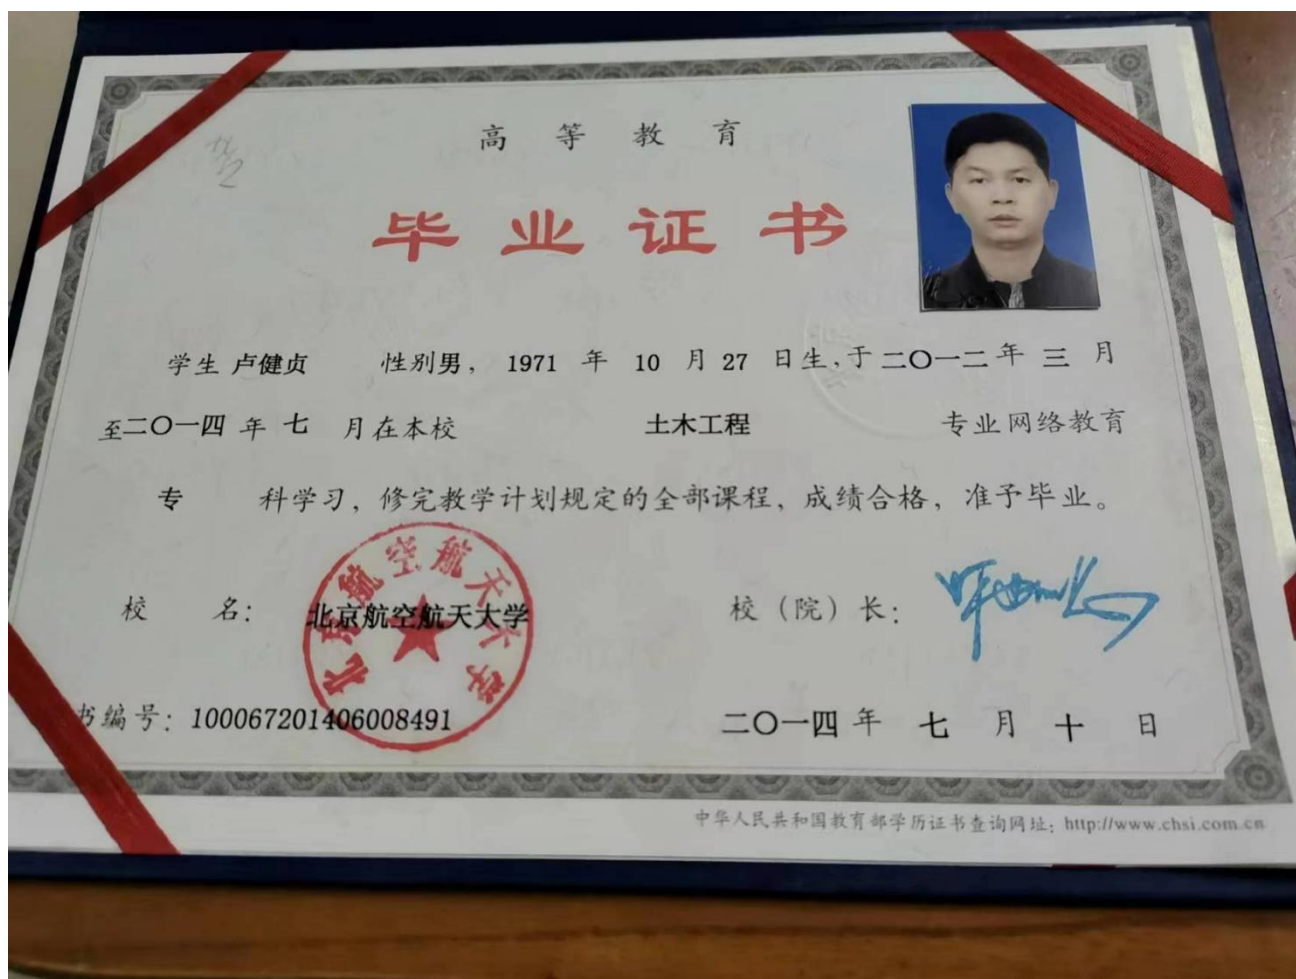 高等教育
毕业证书
学生 卢健贞 性别男，1971 年 10 月 27 日生，于二〇一二年 三 月
至二〇一四 年 七 月在本校 土木工程 专业网络教育
专 科学习，修完教学计划规定的全部课程，成绩合格，准予毕业。
校 名： 北京航空航天大学 校（院）长：
北京航空航天大学
书编号：100067201406008491 二〇一四 年 七 月 十 日
中华人民共和国教育部学历证书查询网址：http://www.chsi.com.cn